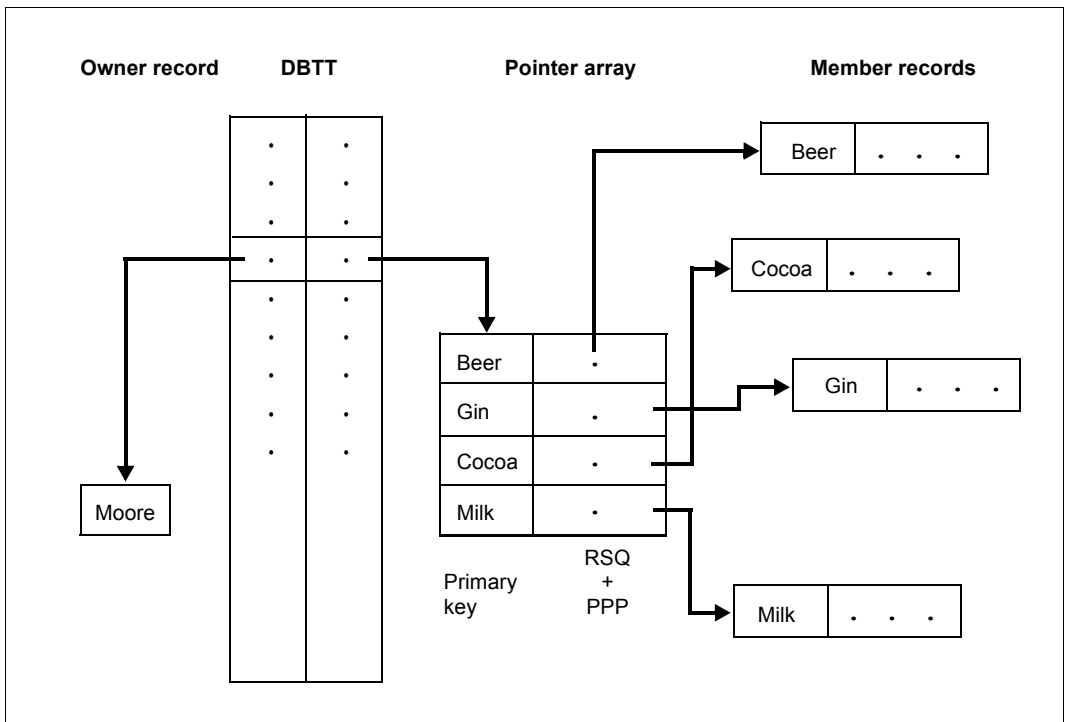 Owner record DBTT Pointer array Member records
Beer . . .
Cocoa . . .
Gin . . .
Milk . . .
Beer
Gin
Cocoa
Milk
Moore
Primary
key
RSQ
+
PPP